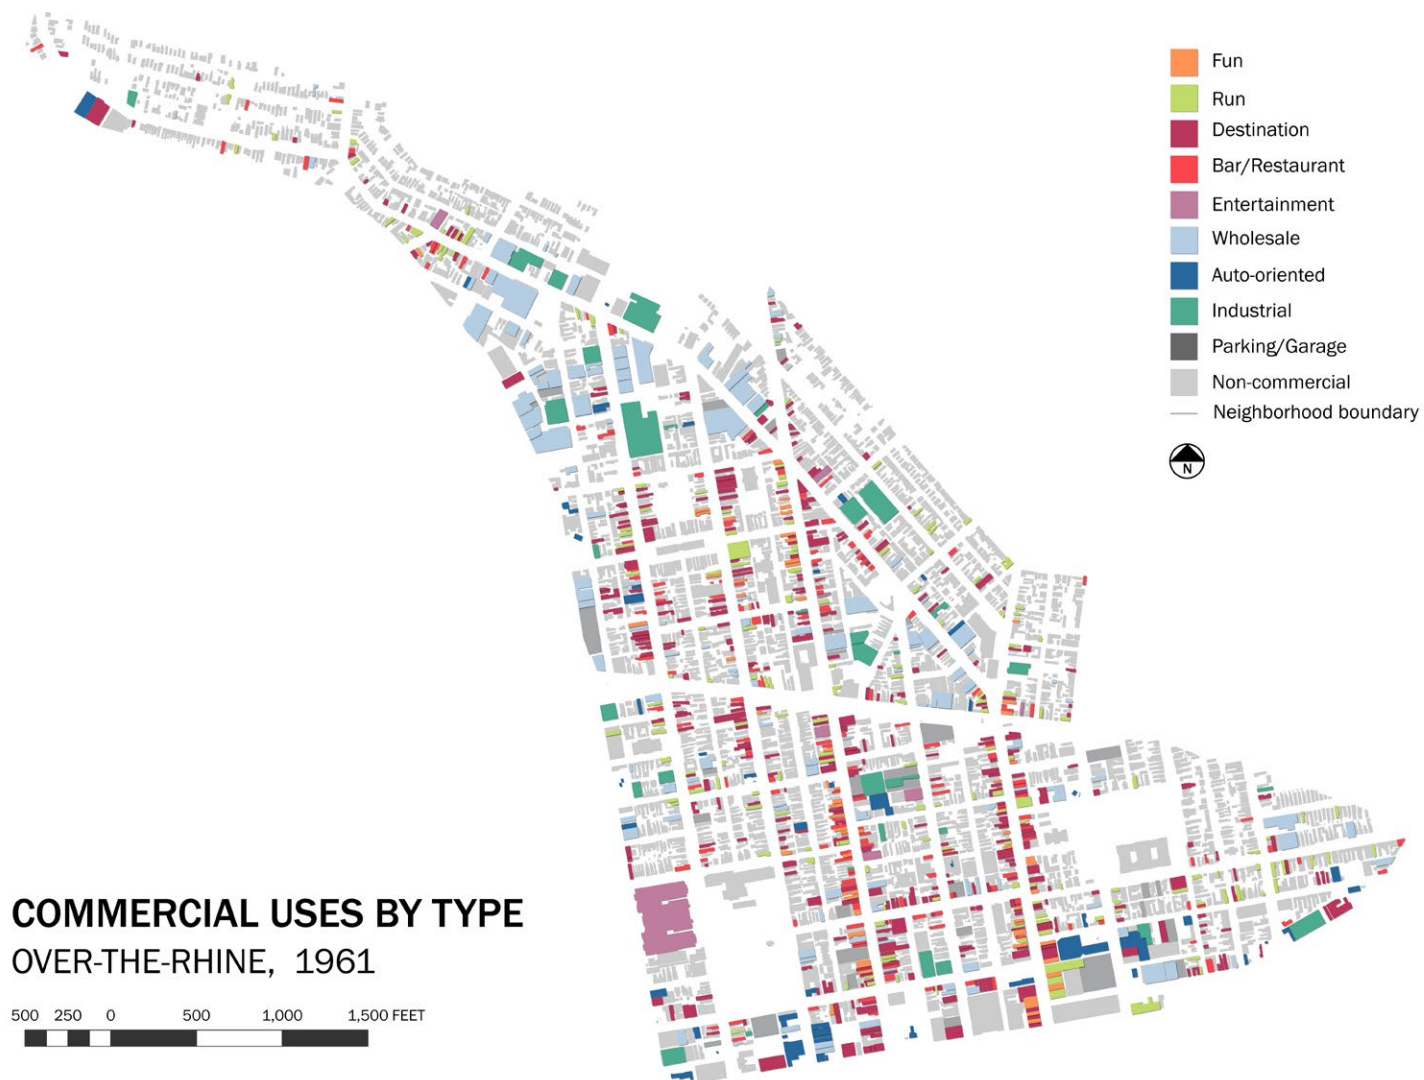 Fun
Run
Destination
Bar/Restaurant
Entertainment
Wholesale
Auto-oriented
Industrial
Parking/Garage
Non-commercial
Neighborhood boundary
N
COMMERCIAL USES BY TYPE
OVER-THE-RHINE, 1961
500 250 0 500 1,000 1,500 FEET